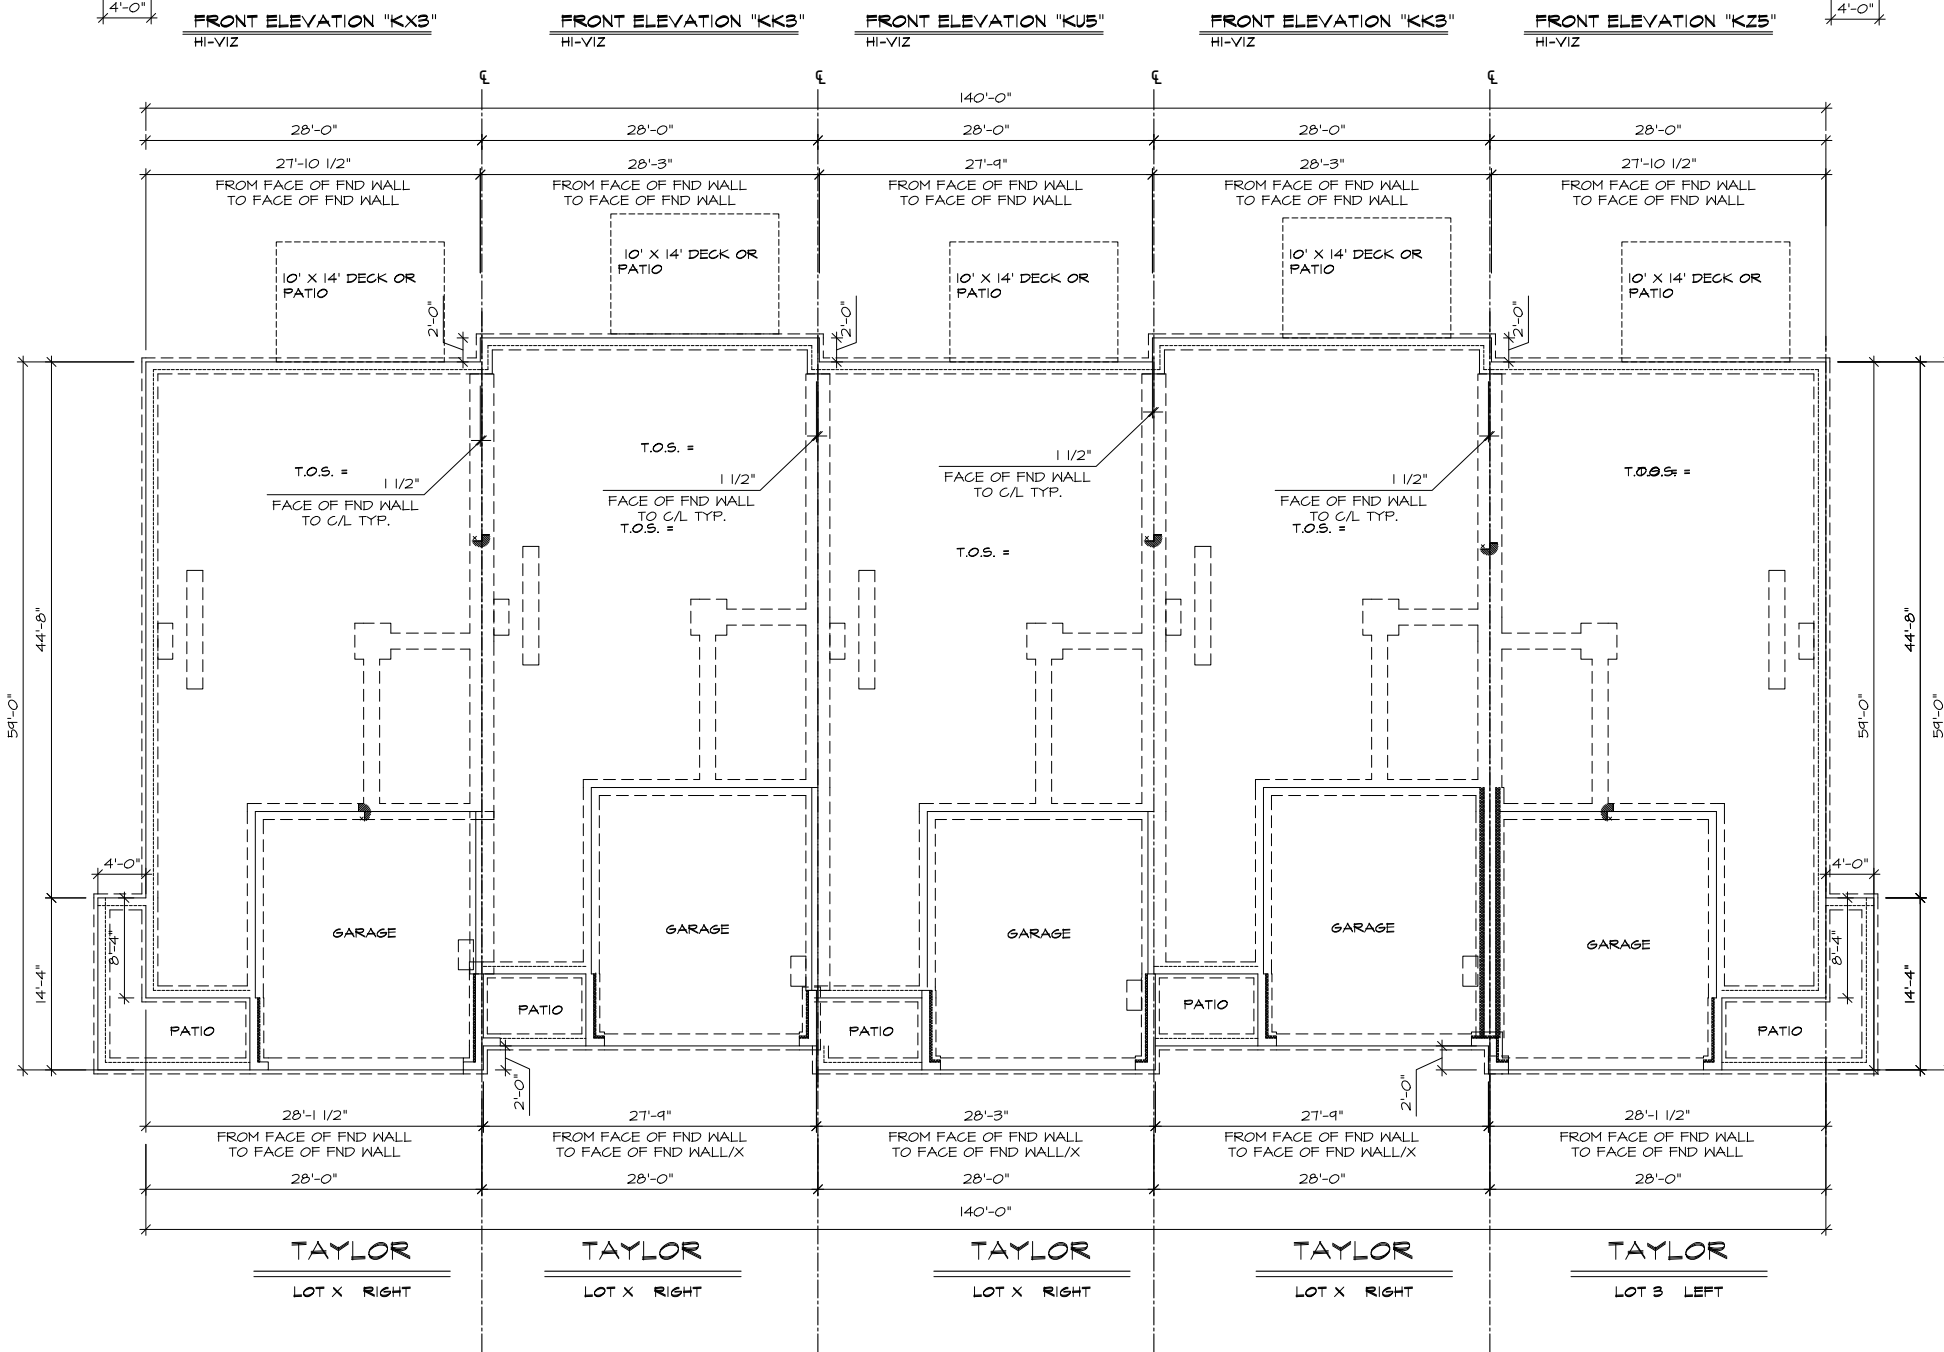 4'-0"
4'-0"
FRONT ELEVATION "KX3"
FRONT ELEVATION "KK3"
FRONT ELEVATION "KU5"
FRONT ELEVATION "KK3"
FRONT ELEVATION "KZ5"
HI-VIZ
HI-VIZ
HI-VIZ
HI-VIZ
HI-VIZ
℄
℄
℄
℄
140'-0"
28'-0"
28'-0"
28'-0"
28'-0"
28'-0"
27'-10 1/2"
28'-3"
27'-9"
28'-3"
27'-10 1/2"
FROM FACE OF FND WALL
TO FACE OF FND WALL
FROM FACE OF FND WALL
TO FACE OF FND WALL
FROM FACE OF FND WALL
TO FACE OF FND WALL
FROM FACE OF FND WALL
TO FACE OF FND WALL
FROM FACE OF FND WALL
TO FACE OF FND WALL
10' X 14' DECK OR
PATIO
10' X 14' DECK OR
PATIO
10' X 14' DECK OR
PATIO
10' X 14' DECK OR
PATIO
10' X 14' DECK OR
PATIO
2'-0"
2'-0"
2'-0"
T.O.S. =
T.O.S. =
1 1/2"
FACE OF FND WALL
TO C/L TYP.
1 1/2"
FACE OF FND WALL
TO C/L TYP.
T.O.S. =
1 1/2"
FACE OF FND WALL
TO C/L TYP.
T.O.S. =
1 1/2"
FACE OF FND WALL
TO C/L TYP.
T.O.S. =
44'-8"
59'-0"
14'-4"
44'-8"
59'-0"
59'-0"
14'-4"
4'-0"
8'-4"
4'-0"
8'-4"
GARAGE
GARAGE
GARAGE
GARAGE
GARAGE
PATIO
PATIO
PATIO
PATIO
PATIO
2'-0"
2'-0"
28'-1 1/2"
27'-9"
28'-3"
27'-9"
28'-1 1/2"
FROM FACE OF FND WALL
TO FACE OF FND WALL
FROM FACE OF FND WALL
TO FACE OF FND WALL/X
FROM FACE OF FND WALL
TO FACE OF FND WALL/X
FROM FACE OF FND WALL
TO FACE OF FND WALL/X
FROM FACE OF FND WALL
TO FACE OF FND WALL
28'-0"
28'-0"
28'-0"
28'-0"
28'-0"
140'-0"
TAYLOR
TAYLOR
TAYLOR
TAYLOR
TAYLOR
LOT X RIGHT
LOT X RIGHT
LOT X RIGHT
LOT X RIGHT
LOT 3 LEFT